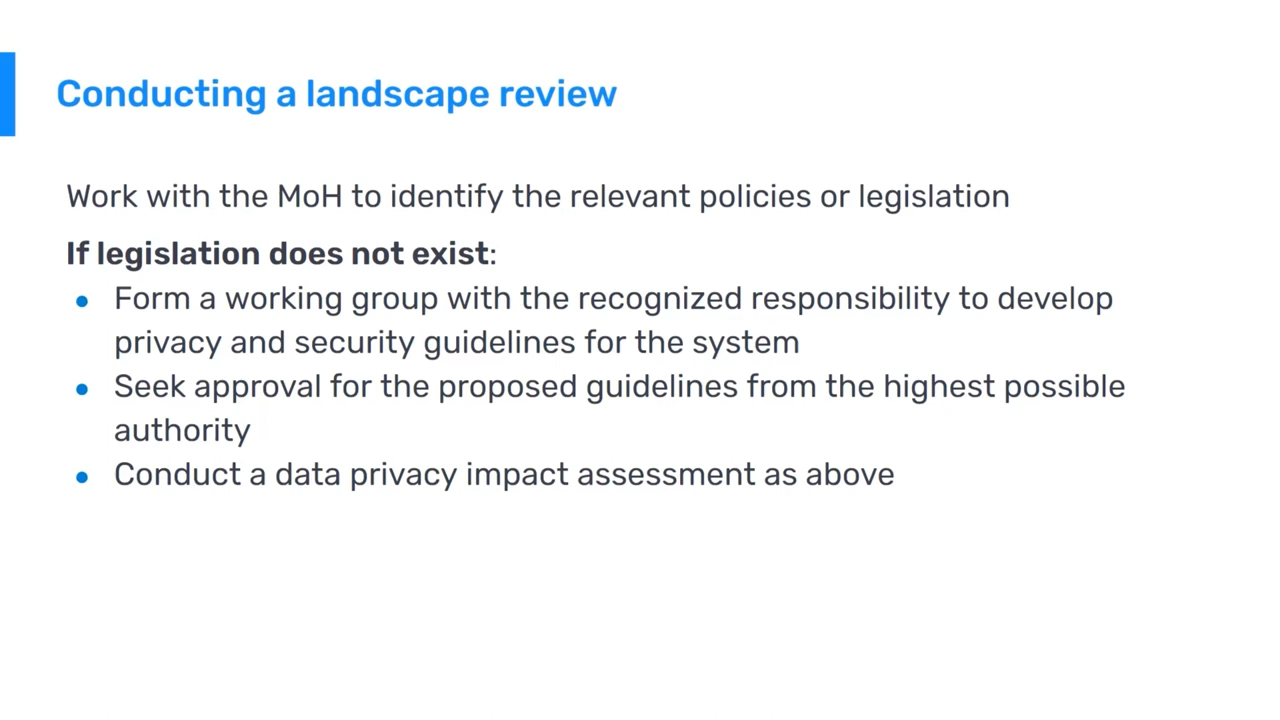 Conducting a landscape review
Work with the MoH to identify the relevant policies or legislation
If legislation does not exist:
• Form a working group with the recognized responsibility to develop
privacy and security guidelines for the system
• Seek approval for the proposed guidelines from the highest possible
authority
• Conduct a data privacy impact assessment as above